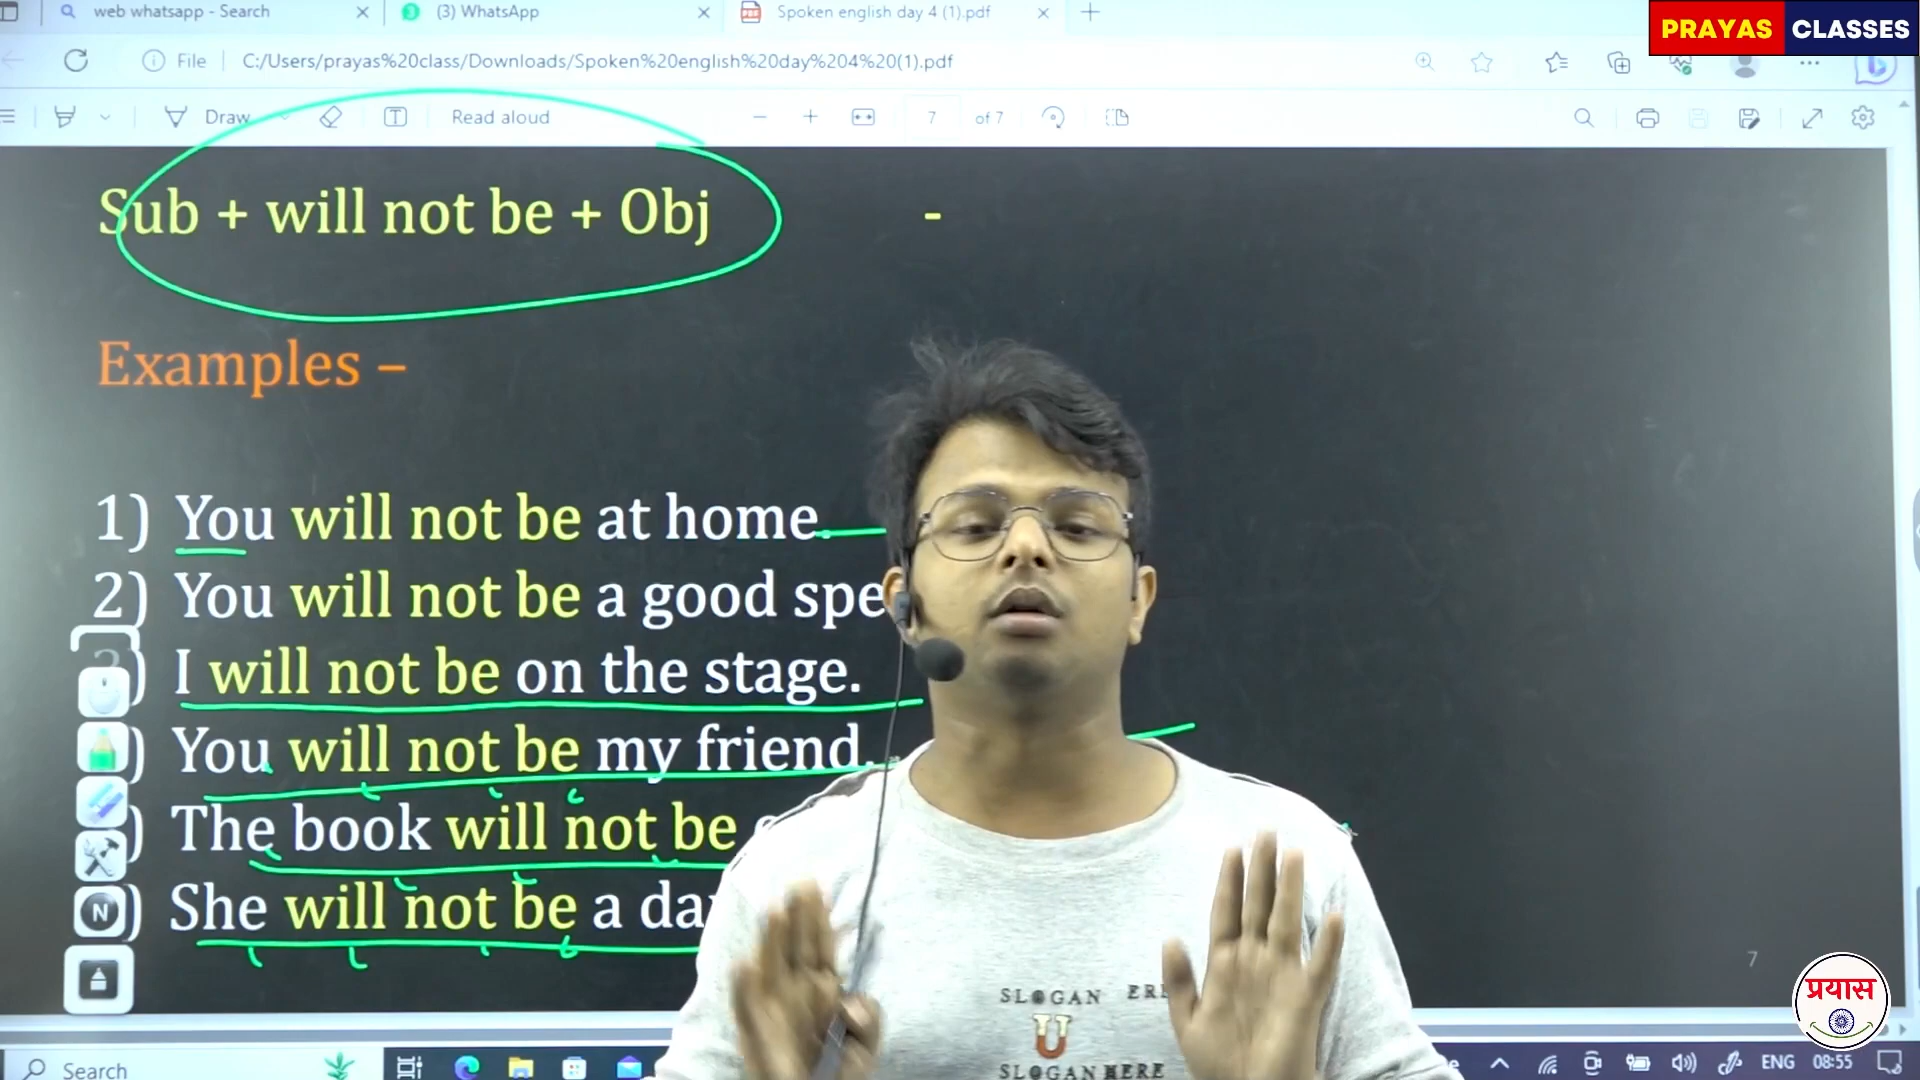 web whatsapp - Search
(3) WhatsApp
Spoken english day 4 (1).pdf
PRAYAS CLASSES
File
C:/Users/prayas%20class/Downloads/Spoken%20english%20day%204%20(1).pdf
Draw
Read aloud
7 of 7
Sub + will not be + Obj -
Examples –
1) You will not be at home.
2) You will not be a good
3) I will not be on the stage.
) You will not be my friend.
) The book will not be
) She will not be a
7
प्रयास
SLOGAN
U
SLOGAN HERE
Search
ENG
08:55